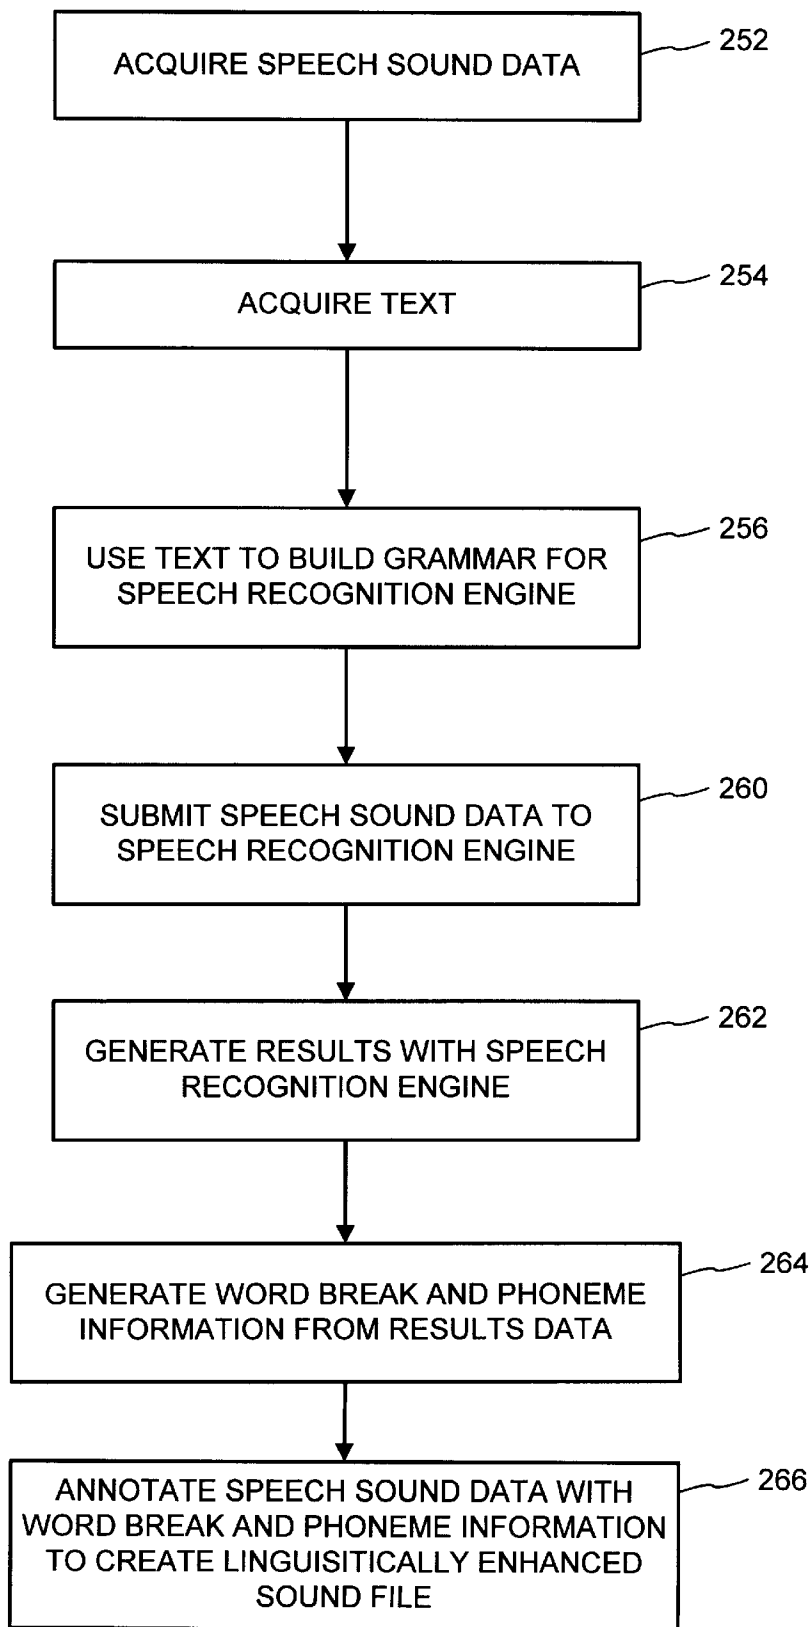 ACQUIRE SPEECH SOUND DATA
252
ACQUIRE TEXT
254
USE TEXT TO BUILD GRAMMAR FOR
SPEECH RECOGNITION ENGINE
256
SUBMIT SPEECH SOUND DATA TO
SPEECH RECOGNITION ENGINE
260
GENERATE RESULTS WITH SPEECH
RECOGNITION ENGINE
262
GENERATE WORD BREAK AND PHONEME
INFORMATION FROM RESULTS DATA
264
ANNOTATE SPEECH SOUND DATA WITH
WORD BREAK AND PHONEME INFORMATION
TO CREATE LINGUISITICALLY ENHANCED
SOUND FILE
266